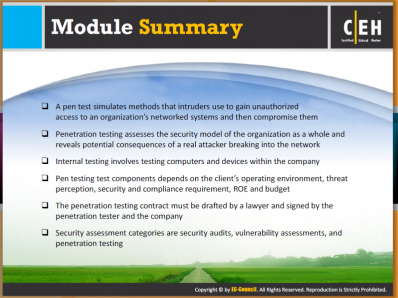 Module Summary
C|EH
Certified Ethical Hacker
A pen test simulates methods that intruders use to gain unauthorized
access to an organization's networked systems and then compromise them
Penetration testing assesses the security model of the organization as a whole and
reveals potential consequences of a real attacker breaking into the network
Internal testing involves testing computers and devices within the company
Pen testing test components depends on the client's operating environment, threat
perception, security and compliance requirement, ROE and budget
The penetration testing contract must be drafted by a lawyer and signed by the
penetration tester and the company
Security assessment categories are security audits, vulnerability assessments, and
penetration testing
Copyright © by EC-Council. All Rights Reserved. Reproduction is Strictly Prohibited.